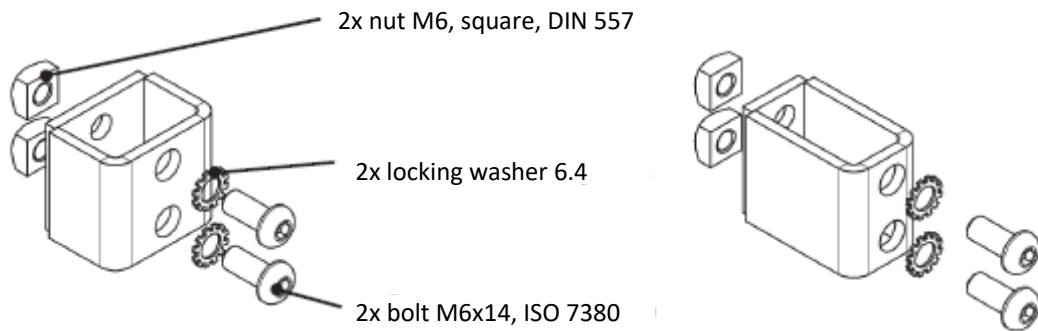 2x nut M6, square, DIN 557
2x locking washer 6.4
2x bolt M6x14, ISO 7380